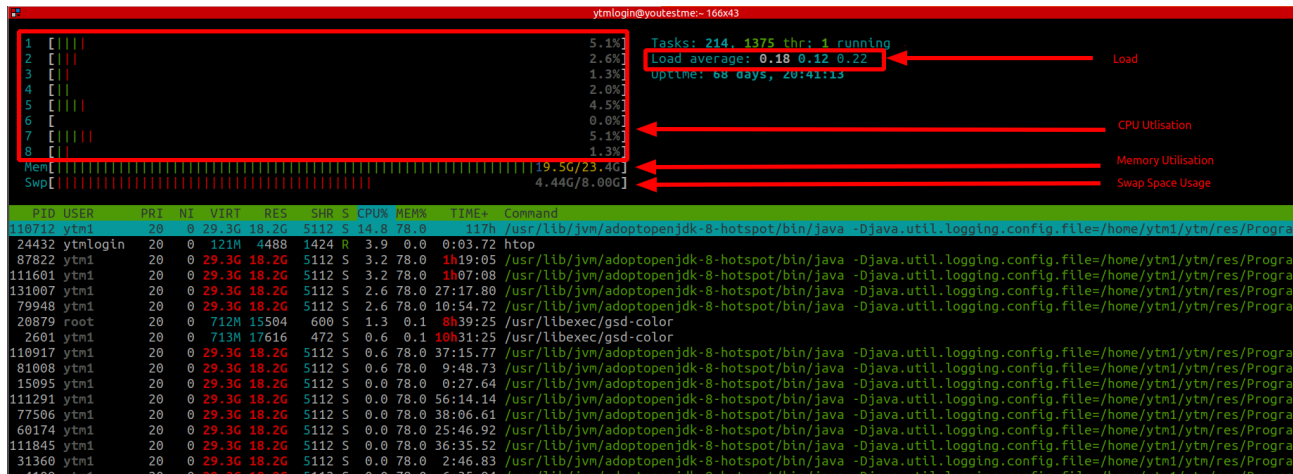 ytmlogin@youtestme:~ 166x43
1 [|||| 5.1%] Tasks: 214, 1375 thr; 1 running
2 [||| 2.6%] Load average: 0.18 0.12 0.22 Load
3 [|| 1.3%] Uptime: 68 days, 20:41:13
4 [|| 2.0%]
5 [|||| 4.5%]
6 [ 0.0%]
7 [||||| 5.1%] CPU Utlisation
8 [|| 1.3%]
Mem[||||||||||||||||||||||||||||||||||||||||||||||||||||||||||||||19.5G/23.4G] Memory Utilisation
Swp[||||||||||||||||||||||||||||||||||||||||| 4.44G/8.00G] Swap Space Usage
PID USER PRI NI VIRT RES SHR S CPU% MEM% TIME+ Command
110712 ytm1 20 0 29.3G 18.2G 5112 S 14.8 78.0 117h /usr/lib/jvm/adoptopenjdk-8-hotspot/bin/java -Djava.util.logging.config.file=/home/ytm1/ytm/res/Progra
24432 ytmlogin 20 0 121M 4488 1424 R 3.9 0.0 0:03.72 htop
87822 ytm1 20 0 29.3G 18.2G 5112 S 3.2 78.0 1h19:05 /usr/lib/jvm/adoptopenjdk-8-hotspot/bin/java -Djava.util.logging.config.file=/home/ytm1/ytm/res/Progra
111601 ytm1 20 0 29.3G 18.2G 5112 S 3.2 78.0 1h07:08 /usr/lib/jvm/adoptopenjdk-8-hotspot/bin/java -Djava.util.logging.config.file=/home/ytm1/ytm/res/Progra
131007 ytm1 20 0 29.3G 18.2G 5112 S 2.6 78.0 27:17.80 /usr/lib/jvm/adoptopenjdk-8-hotspot/bin/java -Djava.util.logging.config.file=/home/ytm1/ytm/res/Progra
79948 ytm1 20 0 29.3G 18.2G 5112 S 2.6 78.0 10:54.72 /usr/lib/jvm/adoptopenjdk-8-hotspot/bin/java -Djava.util.logging.config.file=/home/ytm1/ytm/res/Progra
20879 root 20 0 712M 15504 600 S 1.3 0.1 8h39:25 /usr/libexec/gsd-color
2601 ytm1 20 0 713M 17616 472 S 0.6 0.1 10h31:25 /usr/libexec/gsd-color
110917 ytm1 20 0 29.3G 18.2G 5112 S 0.6 78.0 37:15.77 /usr/lib/jvm/adoptopenjdk-8-hotspot/bin/java -Djava.util.logging.config.file=/home/ytm1/ytm/res/Progra
81008 ytm1 20 0 29.3G 18.2G 5112 S 0.6 78.0 9:48.73 /usr/lib/jvm/adoptopenjdk-8-hotspot/bin/java -Djava.util.logging.config.file=/home/ytm1/ytm/res/Progra
15095 ytm1 20 0 29.3G 18.2G 5112 S 0.0 78.0 0:27.64 /usr/lib/jvm/adoptopenjdk-8-hotspot/bin/java -Djava.util.logging.config.file=/home/ytm1/ytm/res/Progra
111291 ytm1 20 0 29.3G 18.2G 5112 S 0.0 78.0 56:14.14 /usr/lib/jvm/adoptopenjdk-8-hotspot/bin/java -Djava.util.logging.config.file=/home/ytm1/ytm/res/Progra
77506 ytm1 20 0 29.3G 18.2G 5112 S 0.0 78.0 38:06.61 /usr/lib/jvm/adoptopenjdk-8-hotspot/bin/java -Djava.util.logging.config.file=/home/ytm1/ytm/res/Progra
60174 ytm1 20 0 29.3G 18.2G 5112 S 0.0 78.0 25:46.92 /usr/lib/jvm/adoptopenjdk-8-hotspot/bin/java -Djava.util.logging.config.file=/home/ytm1/ytm/res/Progra
111845 ytm1 20 0 29.3G 18.2G 5112 S 0.0 78.0 36:35.52 /usr/lib/jvm/adoptopenjdk-8-hotspot/bin/java -Djava.util.logging.config.file=/home/ytm1/ytm/res/Progra
31360 ytm1 20 0 29.3G 18.2G 5112 S 0.0 78.0 2:46.83 /usr/lib/jvm/adoptopenjdk-8-hotspot/bin/java -Djava.util.logging.config.file=/home/ytm1/ytm/res/Progra